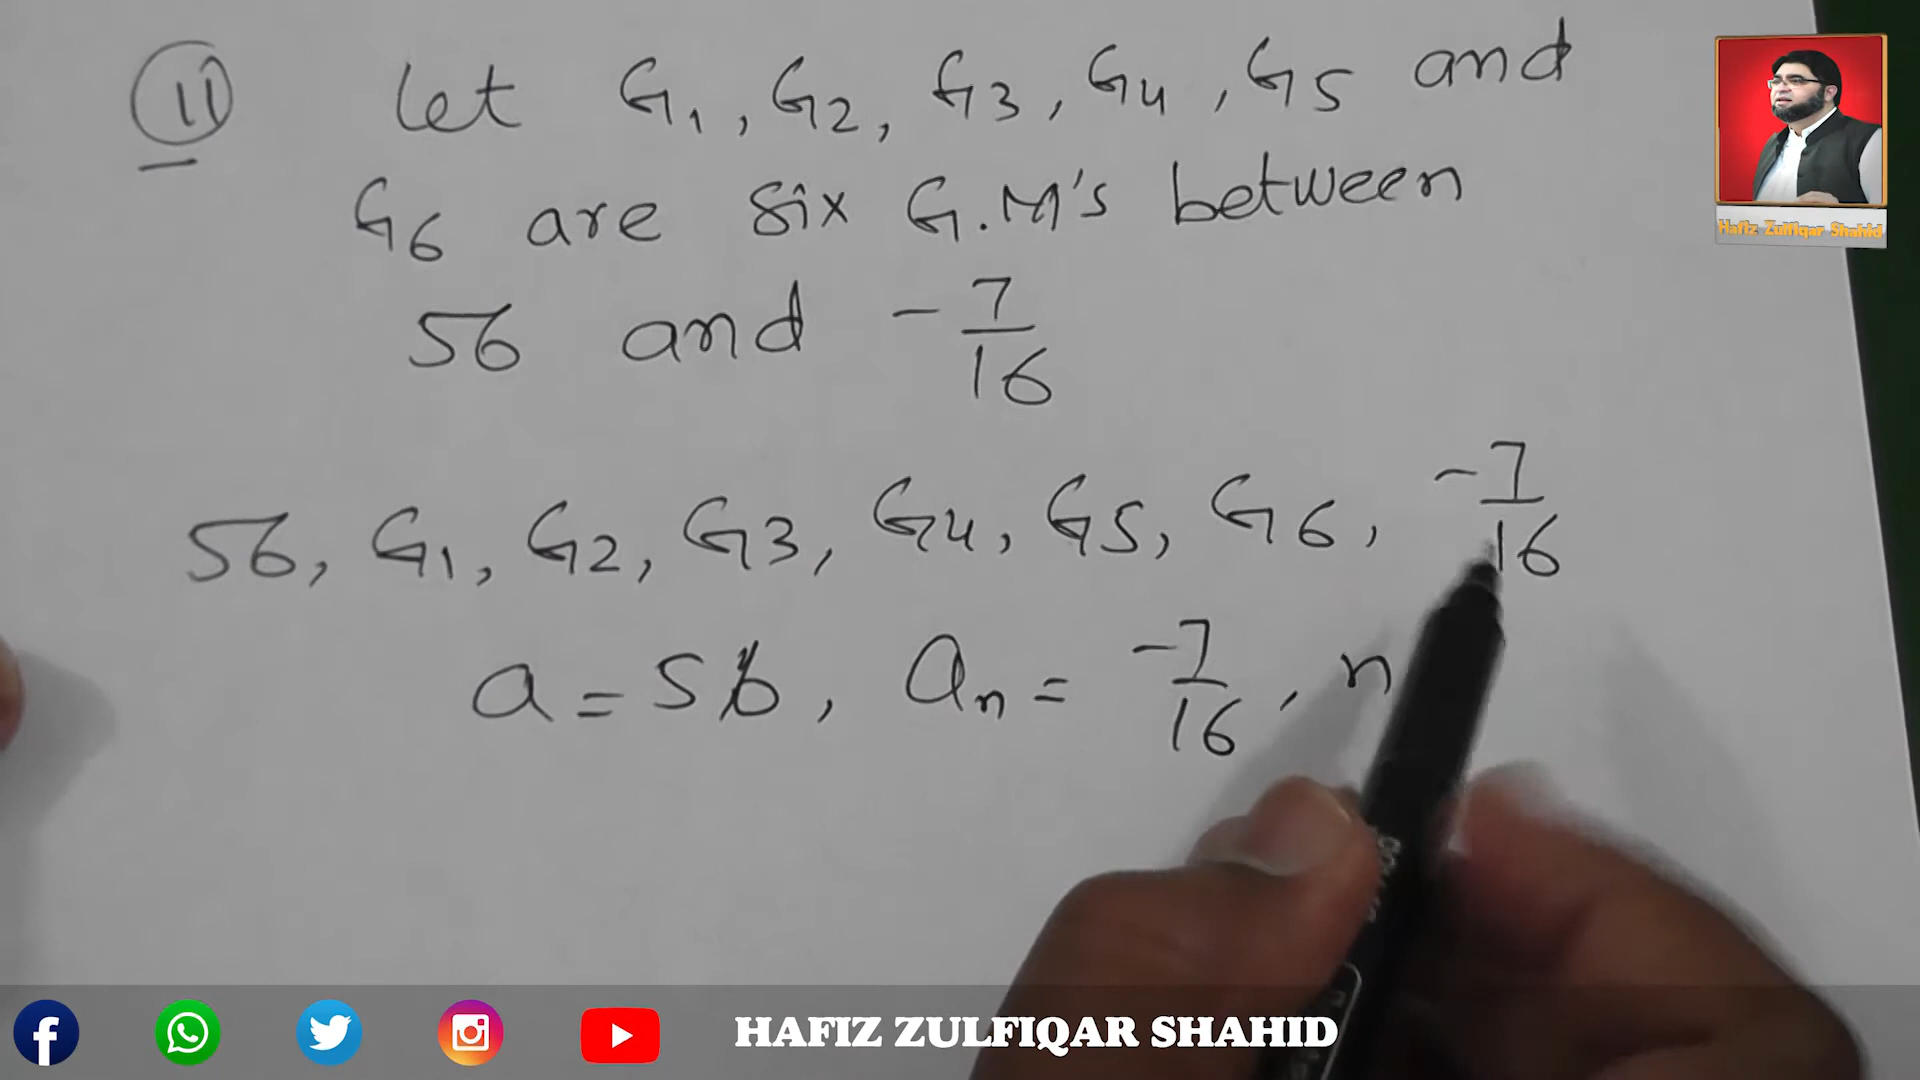 11 Let G1, G2, G3, G4, G5 and
G6 are six G.M's between
56 and -7/16
56, G1, G2, G3, G4, G5, G6, -7/16
a = 56, an = -7/16, n
Hafiz Zulfiqar Shahid
HAFIZ ZULFIQAR SHAHID